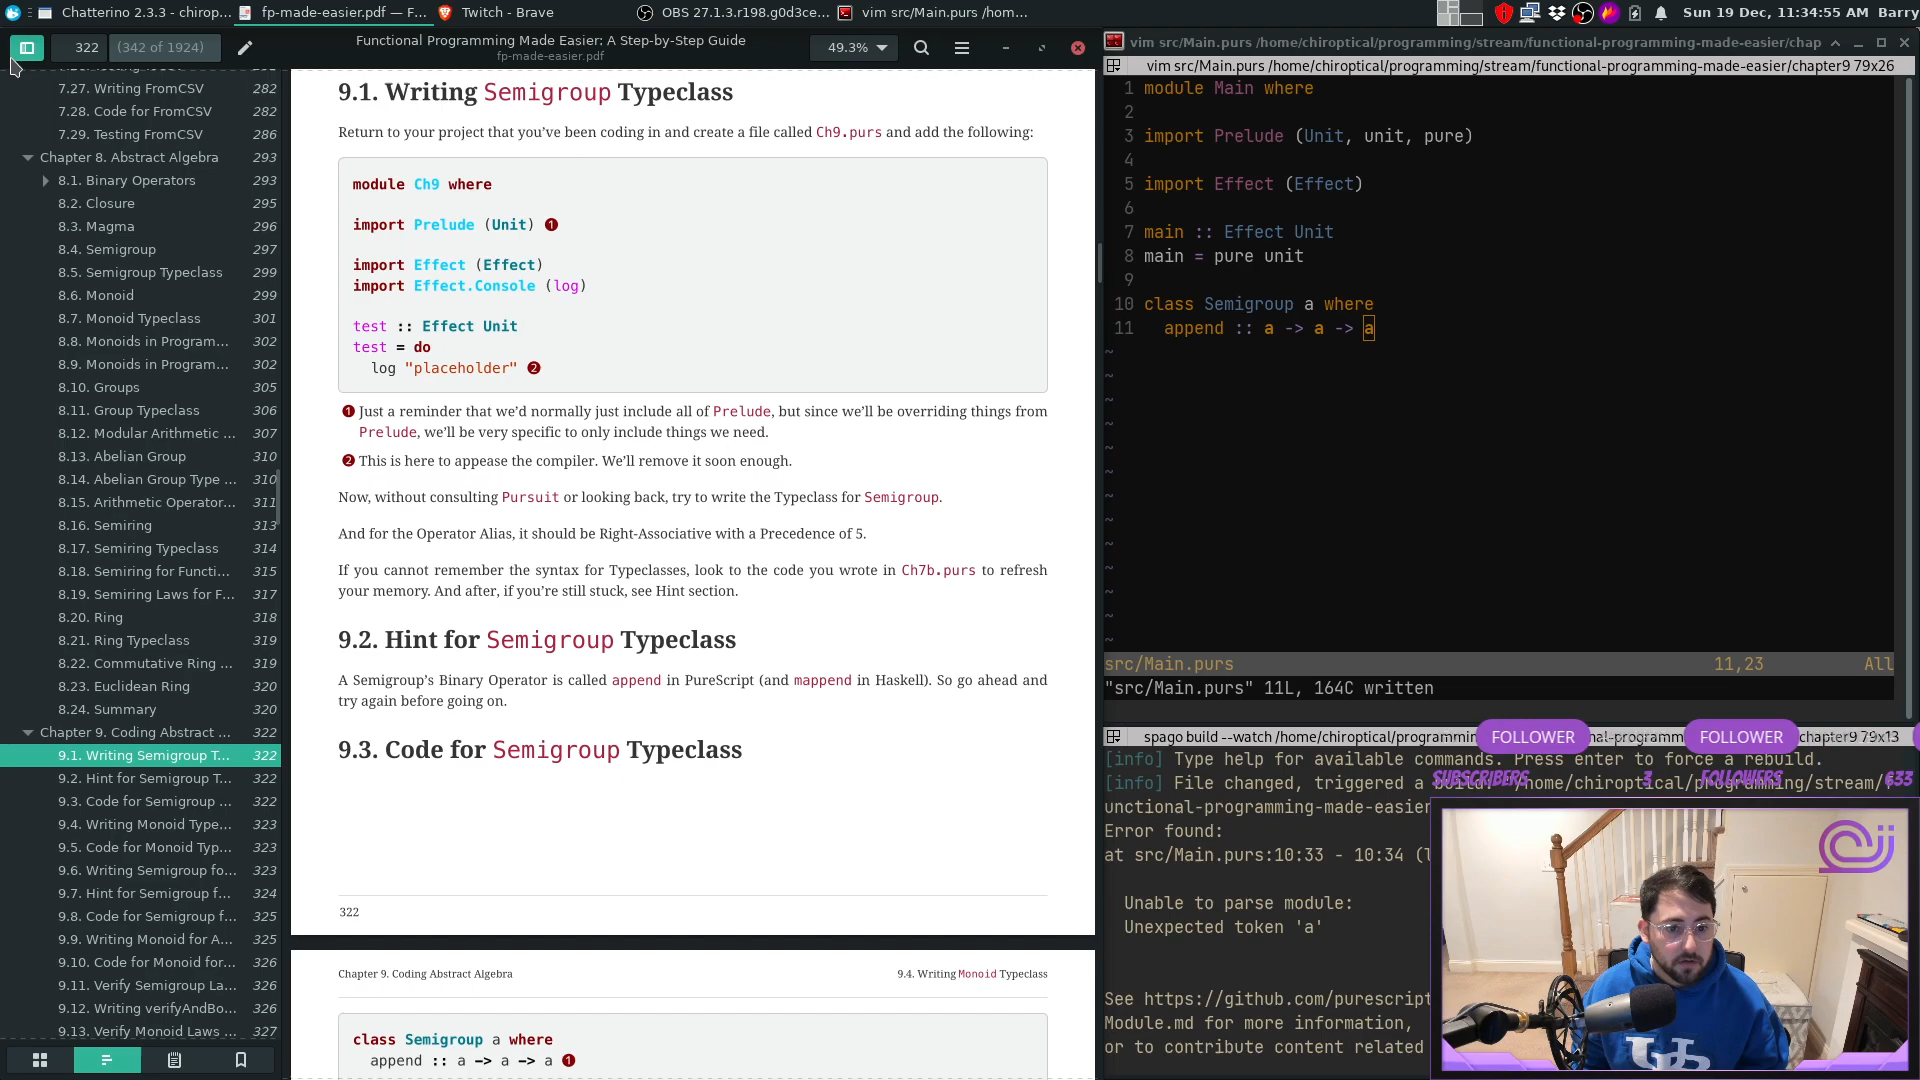 Chatterino 2.3.3 - chirop...
fp-made-easier.pdf — F...
Twitch - Brave
OBS 27.1.3.r198.g0d3ce...
vim src/Main.purs /hom...
Sun 19 Dec, 11:34:55 AM Barry
322
(342 of 1924)
Functional Programming Made Easier: A Step-by-Step Guide
fp-made-easier.pdf
49.3%
7.27. Writing FromCSV 282
7.28. Code for FromCSV 282
7.29. Testing FromCSV 286
Chapter 8. Abstract Algebra 293
8.1. Binary Operators 293
8.2. Closure 295
8.3. Magma 296
8.4. Semigroup 297
8.5. Semigroup Typeclass 299
8.6. Monoid 299
8.7. Monoid Typeclass 301
8.8. Monoids in Program... 302
8.9. Monoids in Program... 302
8.10. Groups 305
8.11. Group Typeclass 306
8.12. Modular Arithmetic ... 307
8.13. Abelian Group 310
8.14. Abelian Group Type ... 310
8.15. Arithmetic Operator... 311
8.16. Semiring 313
8.17. Semiring Typeclass 314
8.18. Semiring for Functi... 315
8.19. Semiring Laws for F... 317
8.20. Ring 318
8.21. Ring Typeclass 319
8.22. Commutative Ring ... 319
8.23. Euclidean Ring 320
8.24. Summary 320
Chapter 9. Coding Abstract ... 322
9.1. Writing Semigroup T... 322
9.2. Hint for Semigroup T... 322
9.3. Code for Semigroup ... 322
9.4. Writing Monoid Type... 323
9.5. Code for Monoid Typ... 323
9.6. Writing Semigroup fo... 323
9.7. Hint for Semigroup f... 324
9.8. Code for Semigroup f... 325
9.9. Writing Monoid for A... 325
9.10. Code for Monoid for... 326
9.11. Verify Semigroup La... 326
9.12. Writing verifyAndBo... 326
9.13. Verify Monoid Laws ... 327
9.1. Writing Semigroup Typeclass
Return to your project that you’ve been coding in and create a file called Ch9.purs and add the following:
module Ch9 where
import Prelude (Unit) 1
import Effect (Effect)
import Effect.Console (log)
test :: Effect Unit
test = do
log "placeholder" 2
1 Just a reminder that we’d normally just include all of Prelude, but since we’ll be overriding things from
Prelude, we’ll be very specific to only include things we need.
2 This is here to appease the compiler. We’ll remove it soon enough.
Now, without consulting Pursuit or looking back, try to write the Typeclass for Semigroup.
And for the Operator Alias, it should be Right-Associative with a Precedence of 5.
If you cannot remember the syntax for Typeclasses, look to the code you wrote in Ch7b.purs to refresh
your memory. And after, if you’re still stuck, see Hint section.
9.2. Hint for Semigroup Typeclass
A Semigroup’s Binary Operator is called append in PureScript (and mappend in Haskell). So go ahead and
try again before going on.
9.3. Code for Semigroup Typeclass
322
Chapter 9. Coding Abstract Algebra
9.4. Writing Monoid Typeclass
class Semigroup a where
append :: a -> a -> a 1
vim src/Main.purs /home/chiroptical/programming/stream/functional-programming-made-easier/chap
vim src/Main.purs /home/chiroptical/programming/stream/functional-programming-made-easier/chapter9 79x26
1 module Main where
2
3 import Prelude (Unit, unit, pure)
4
5 import Effect (Effect)
6
7 main :: Effect Unit
8 main = pure unit
9
10 class Semigroup a where
11 append :: a -> a -> a
~
~
~
~
~
~
~
~
~
~
~
~
~
src/Main.purs 11,23 All
"src/Main.purs" 11L, 164C written
spago build --watch /home/chiroptical/program
FOLLOWER
FOLLOWER
chapter9 79x13
[info] Type help for available commands. Press enter to force a rebuild.
[info] File changed, triggered a build: /home/chiroptical/programming/stream/f
unctional-programming-made-easier
SUBSCRIBERS 3 FOLLOWERS 633
Error found:
at src/Main.purs:10:33 - 10:34 (l
Unable to parse module:
Unexpected token 'a'
See https://github.com/purescript
Module.md for more information,
or to contribute content related